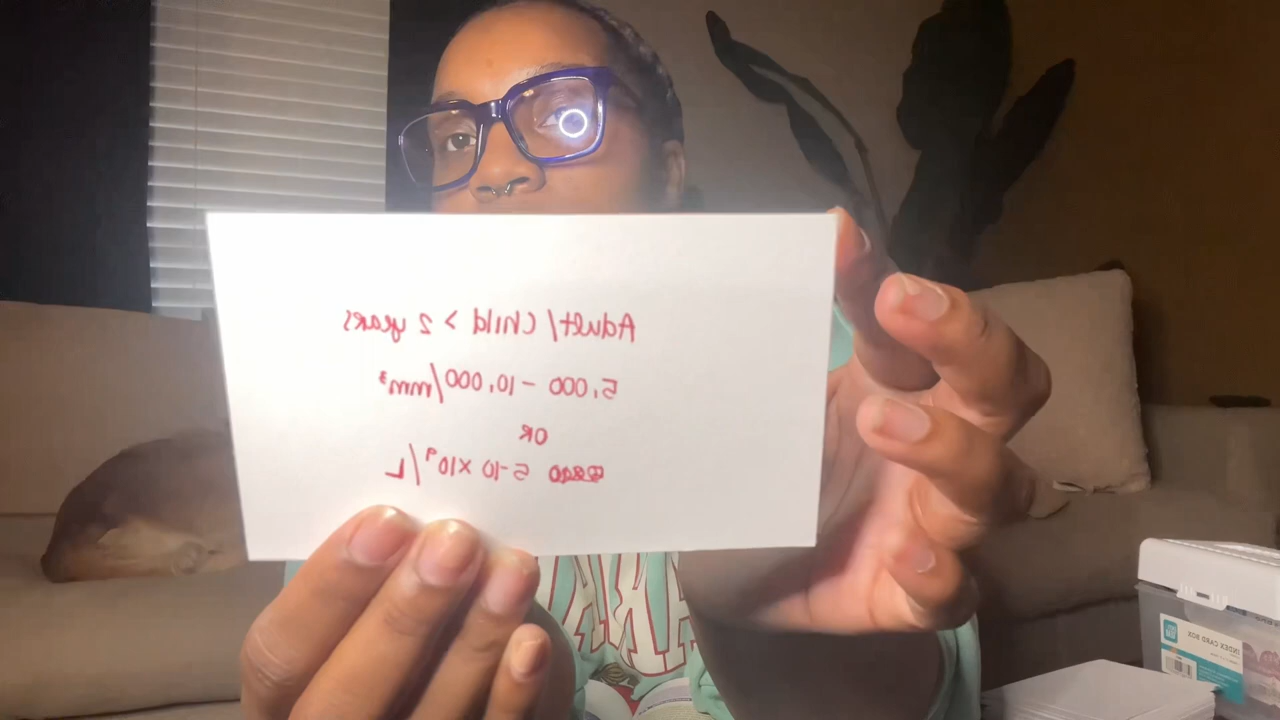 Adult/Child > 2 years
5,000 - 10,000/mm³
OR
5-10 x10⁹/L
INDEX CARD BOX